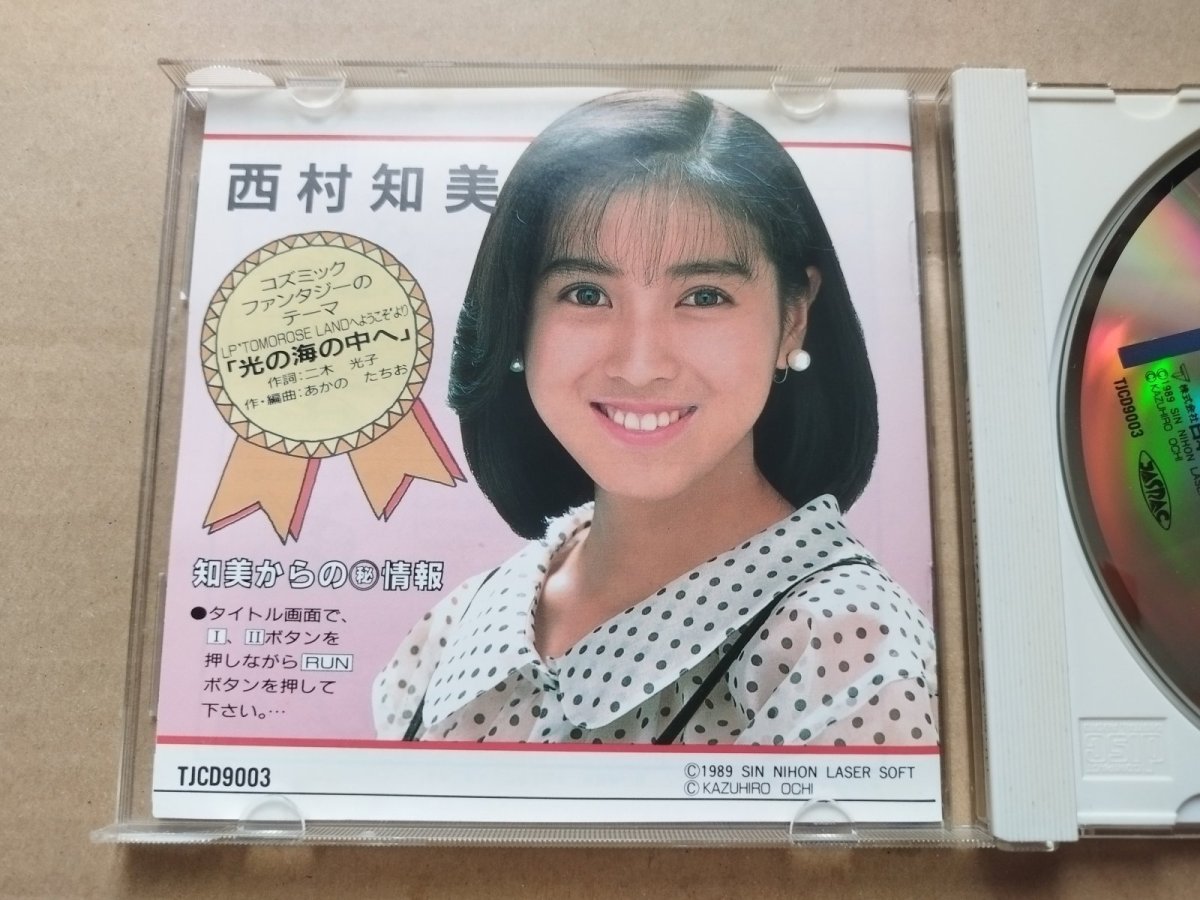 西村知美
コズミック
ファンタジーの
テーマ
LP"TOMOROSE LANDへようこそ"より
「光の海の中へ」
作詞:二木 光子
作・編曲:あかの たちお
知美からの㊙情報
●タイトル画面で、
I、IIボタンを
押しながらRUN
ボタンを押して
下さい。…
TJCD9003
©1989 SIN NIHON LASER SOFT
© KAZUHIRO OCHI
株式会社
©1989 SIN NIHON
© KAZUHIRO OCHI
TJCD9003
JASRAC